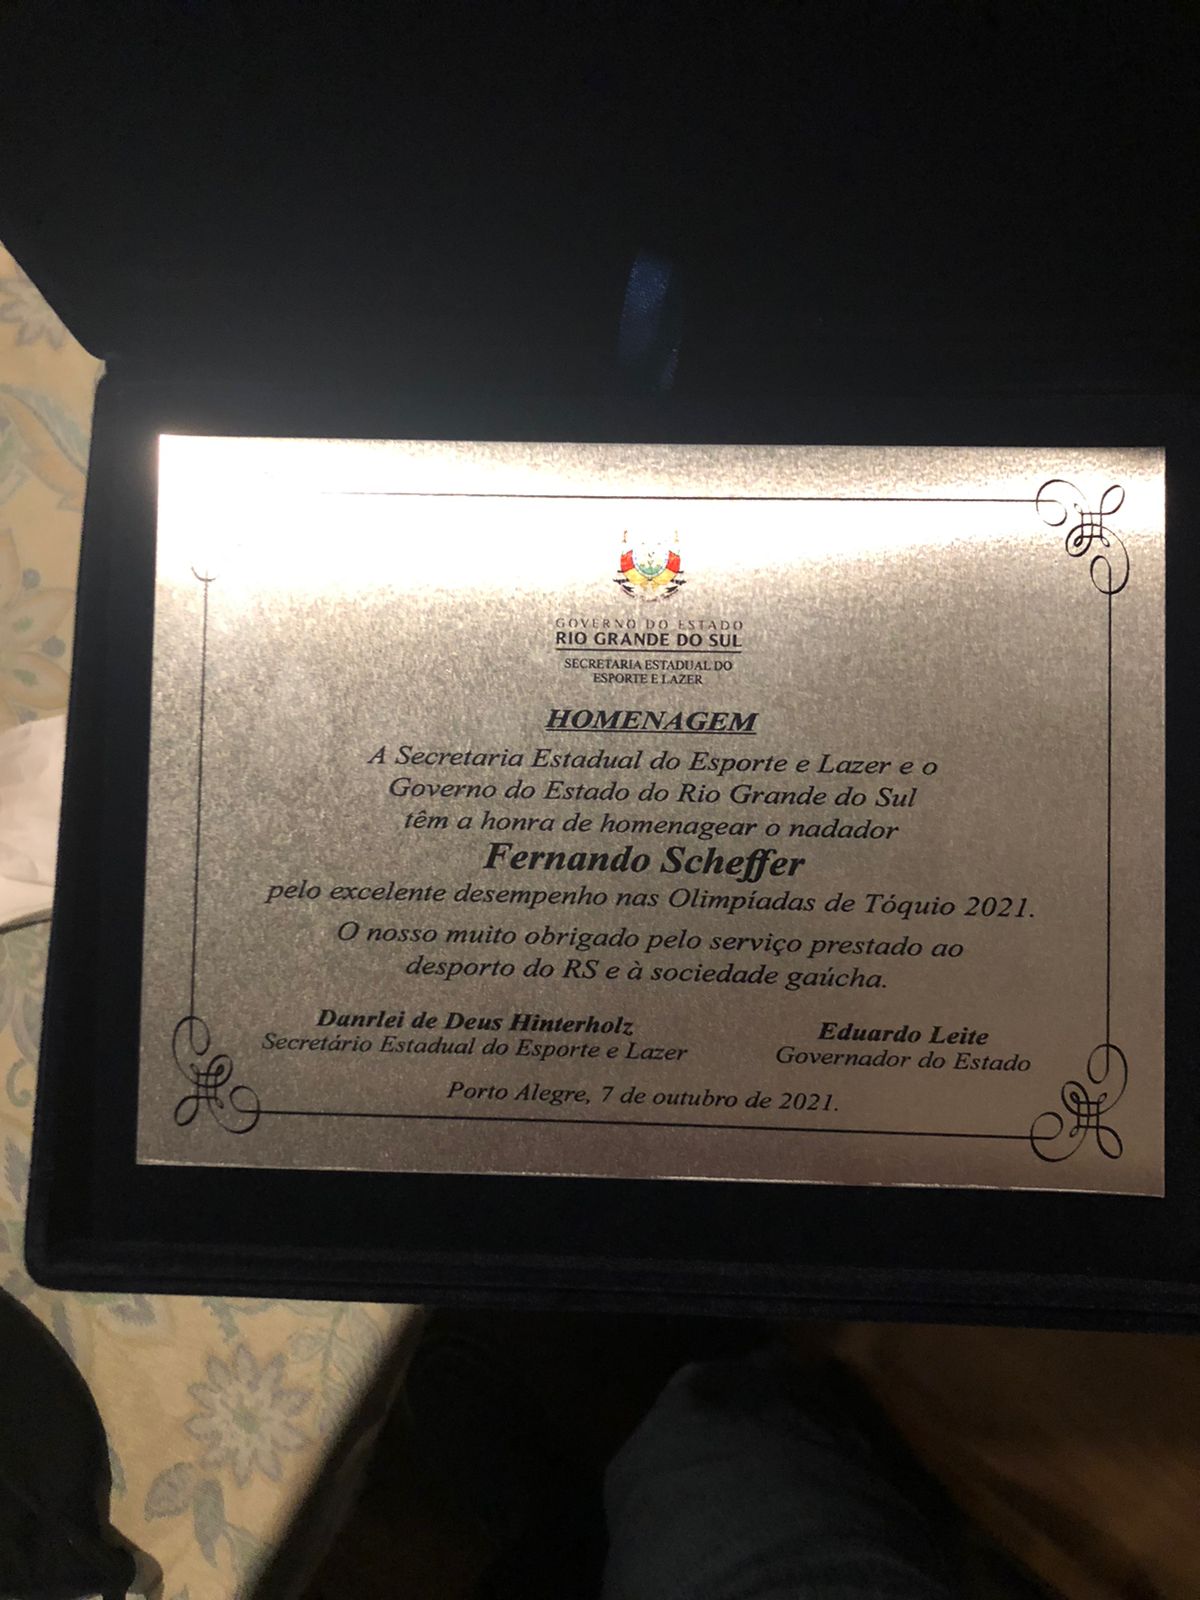 GOVERNO DO ESTADO
RIO GRANDE DO SUL
SECRETARIA ESTADUAL DO
ESPORTE E LAZER
HOMENAGEM
A Secretaria Estadual do Esporte e Lazer e o
Governo do Estado do Rio Grande do Sul
têm a honra de homenagear o nadador
Fernando Scheffer
pelo excelente desempenho nas Olimpíadas de Tóquio 2021.
O nosso muito obrigado pelo serviço prestado ao
desporto do RS e à sociedade gaúcha.
Danrlei de Deus Hinterholz
Secretário Estadual do Esporte e Lazer
Eduardo Leite
Governador do Estado
Porto Alegre, 7 de outubro de 2021.